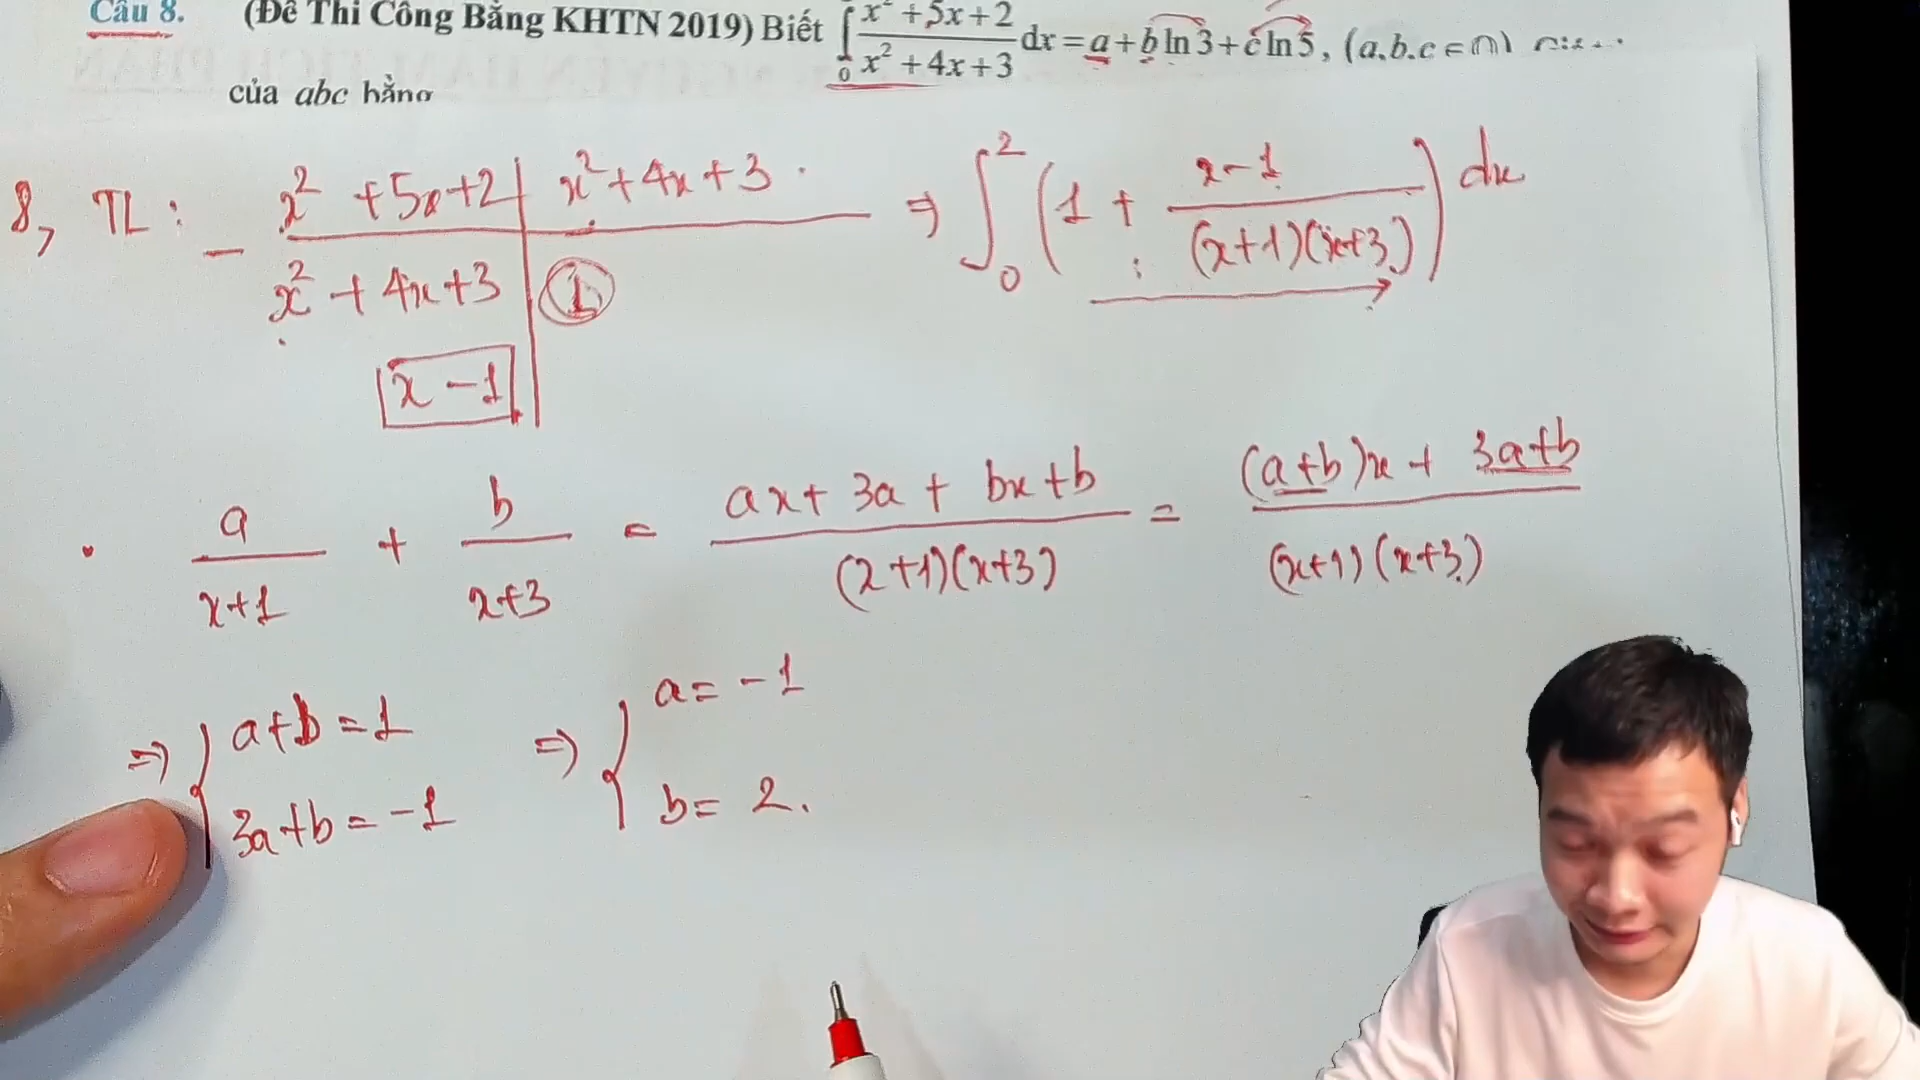 Câu 8. (Đề Thi Công Bằng KHTN 2019) Biết ∫₀ (x² + 5x + 2)/(x² + 4x + 3) dx = a + b ln 3 + c ln 5, (a, b, c ∈
của abc bằng
8, TL: – x² + 5x + 2 | x² + 4x + 3 ⇒ ∫₀² (1 + (x – 1)/((x+1)(x+3))) dx
x² + 4x + 3 | 1
x – 1
• a/(x+1) + b/(x+3) = (ax + 3a + bx + b)/((x+1)(x+3)) = ((a+b)x + 3a+b)/((x+1)(x+3))
⇒ { a+b = 1 ⇒ { a = -1
3a+b = -1 b = 2.